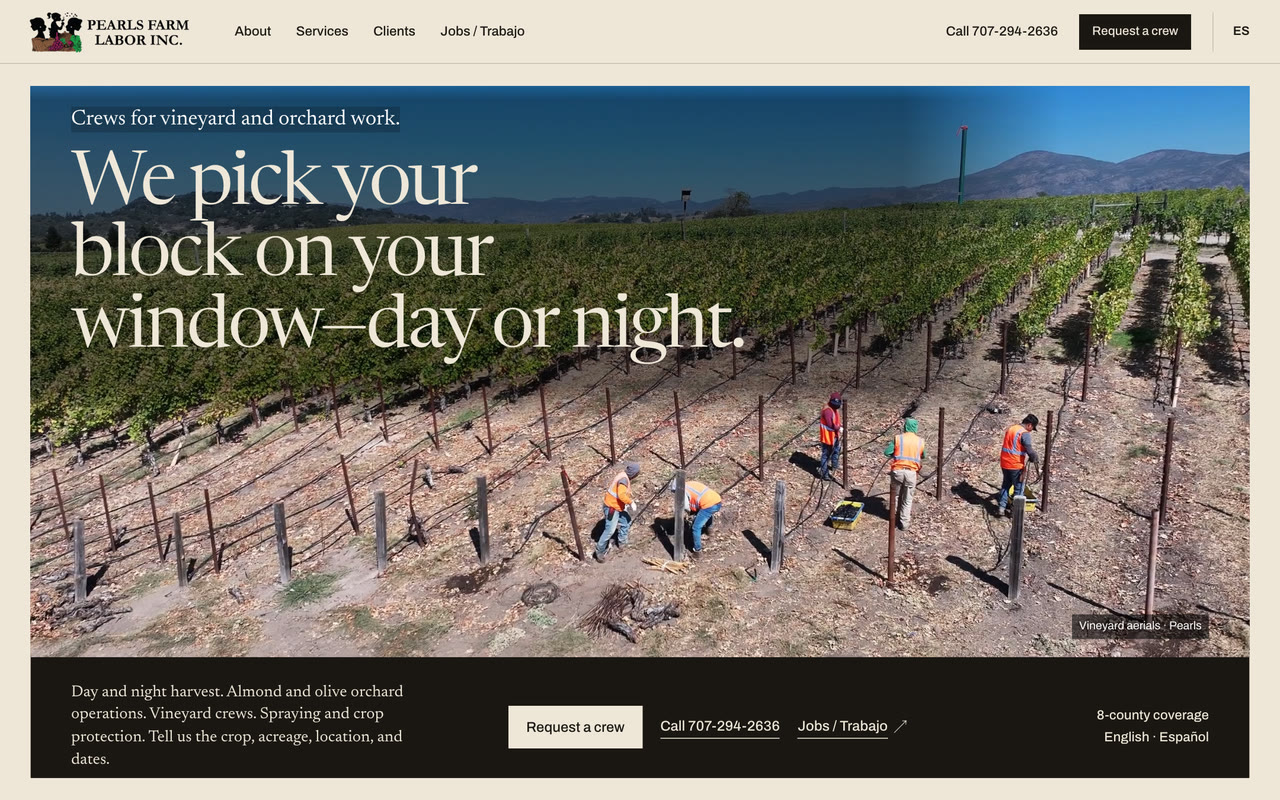 PEARLS FARM
LABOR INC.
About
Services
Clients
Jobs / Trabajo
Call 707-294-2636
Request a crew
ES
Crews for vineyard and orchard work.
We pick your
block on your
window—day or night.
Vineyard aerials · Pearls
Day and night harvest. Almond and olive orchard
operations. Vineyard crews. Spraying and crop
protection. Tell us the crop, acreage, location, and
dates.
Request a crew
Call 707-294-2636
Jobs / Trabajo ↗
8-county coverage
English · Español